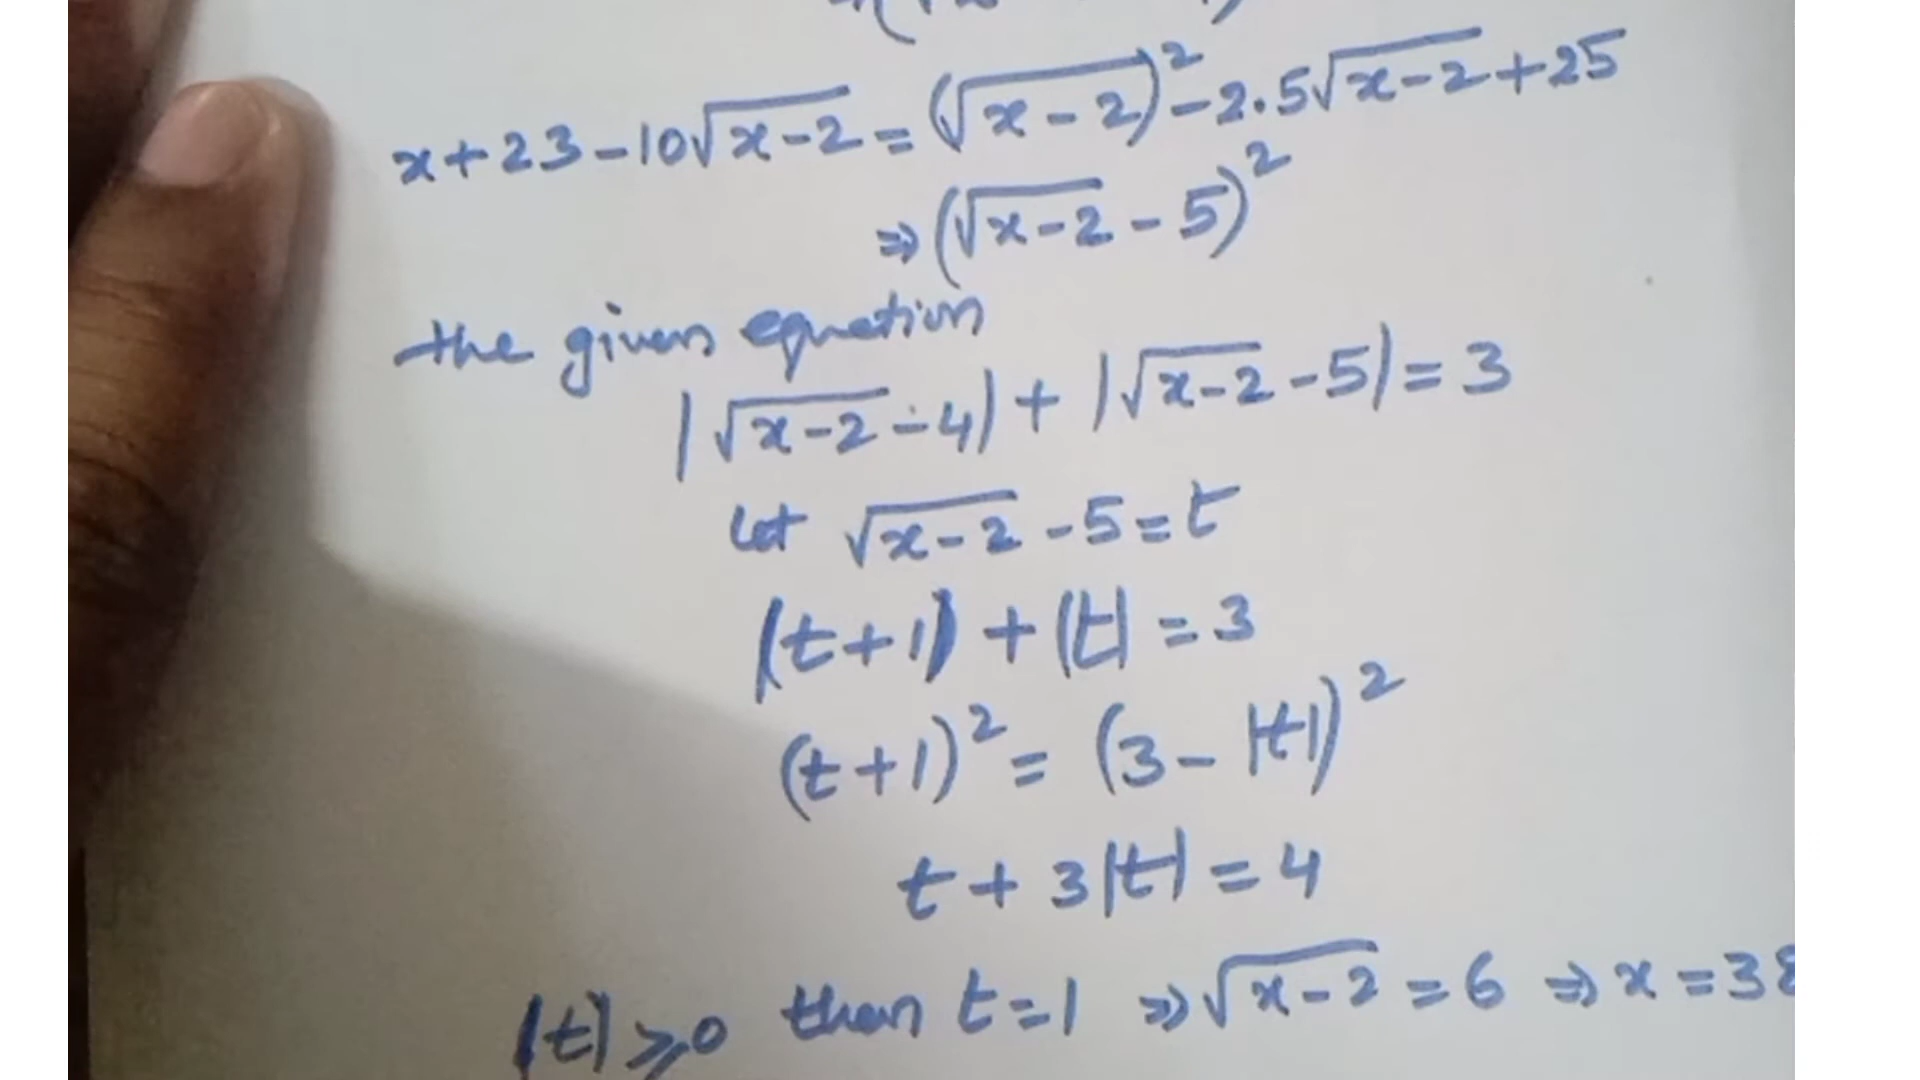 x+23-10√x-2 = (√x-2)²-2.5√x-2+25
⇒ (√x-2 - 5)²
the given equation
|√x-2 - 4| + |√x-2 - 5| = 3
Let √x-2 - 5 = t
|t+1| + |t| = 3
(t+1)² = (3-|t|)²
t + 3|t| = 4
|t| ≥ 0 then t=1 ⇒ √x-2 = 6 ⇒ x = 38